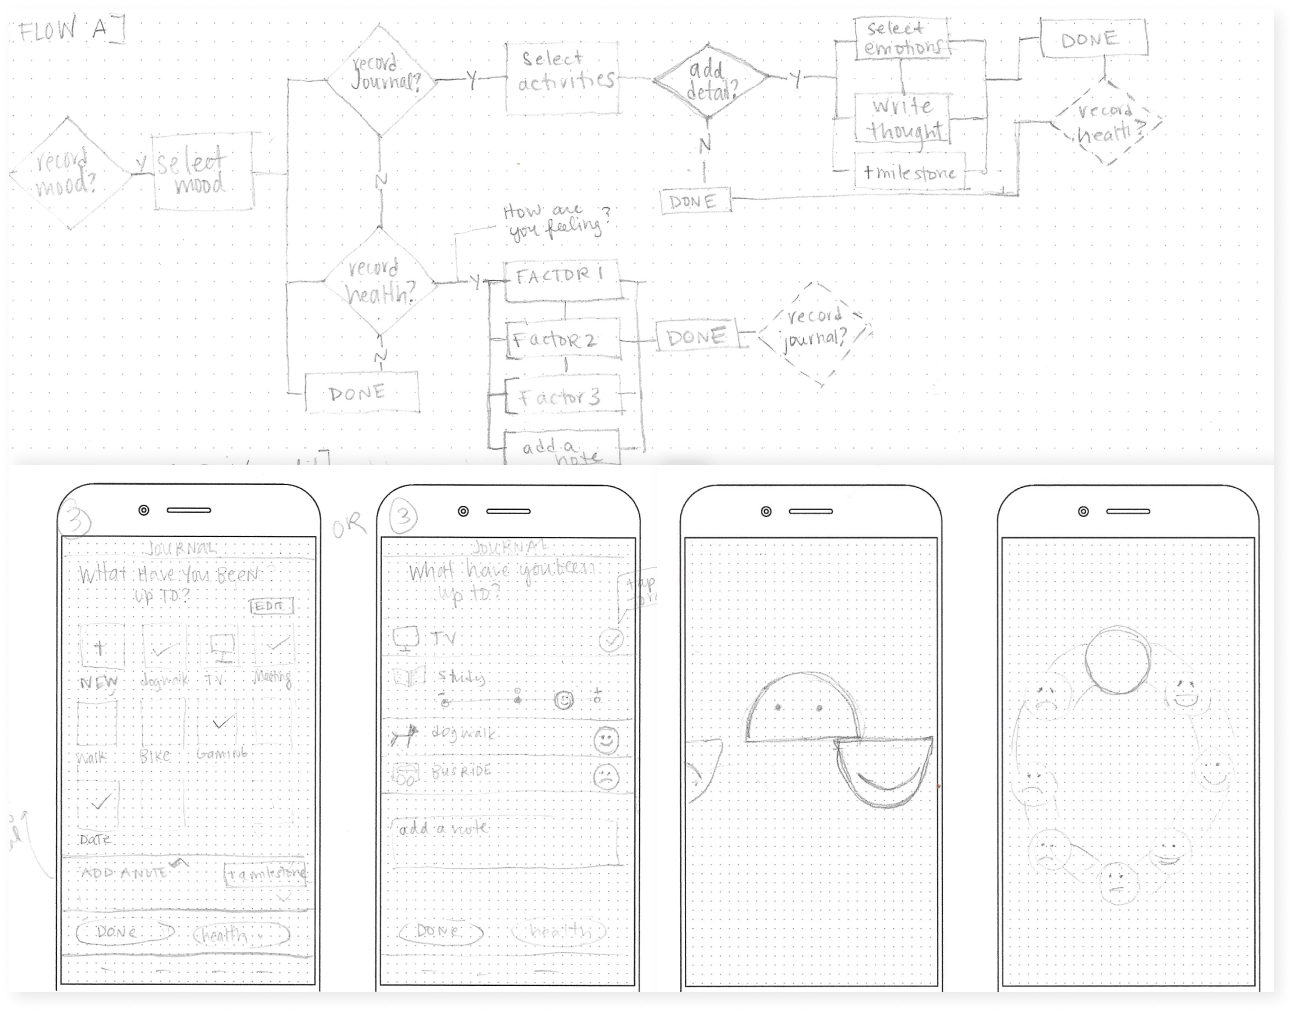 FLOW A]
record
mood?
Y
select
mood
record
Journal?
Y
select
activities
add
detail?
Y
select
emotions
write
thought
+milestone
DONE
record
health?
N
DONE
N
record
health?
Y
How are
you feeling?
FACTOR 1
Factor 2
Factor 3
add a
note
DONE
record
journal?
N
DONE
3
JOURNAL
WHAT HAVE YOU BEEN
UP TO?
EDIT
+
NEW
dogwalk
TV
Meeting
Walk
BIKE
GAMING
DATE
ADD A NOTE
+ a milestone
DONE
health
OR
3
JOURNAL
What have you been
up to?
TV
Study
dogwalk
BUS RIDE
add a note
DONE
health